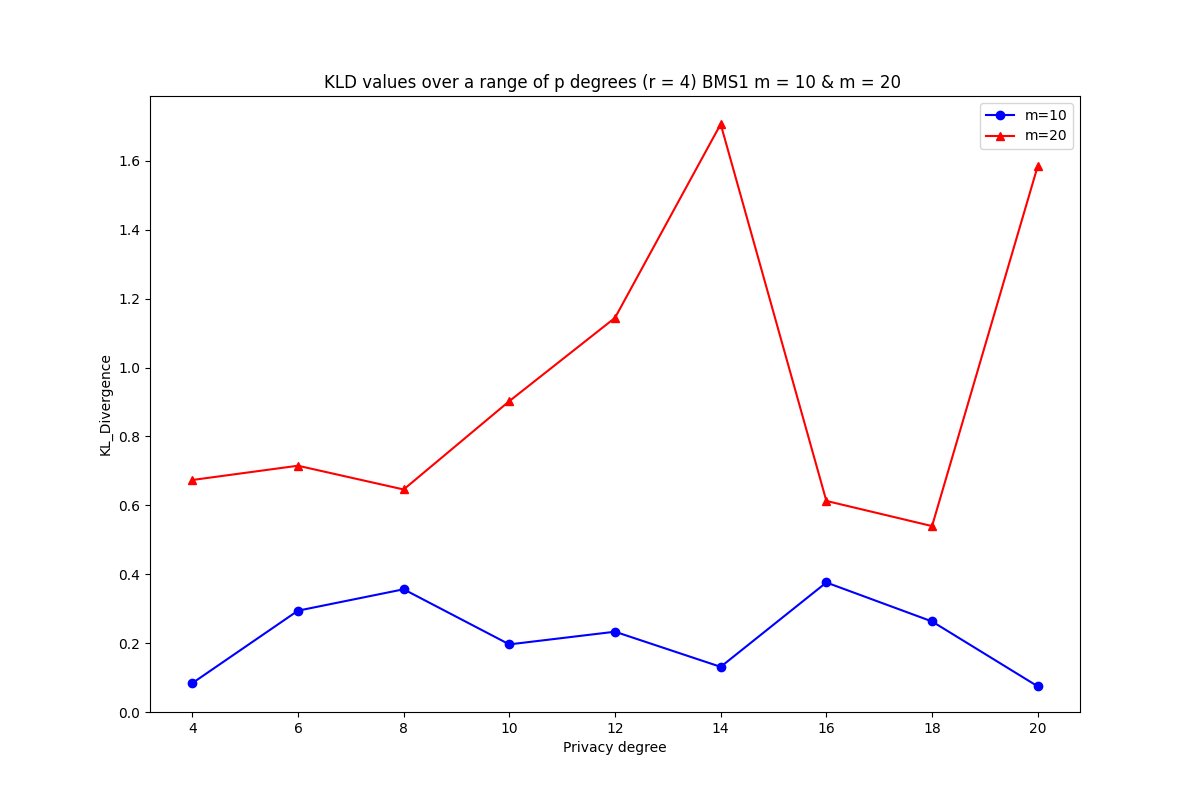 KLD values over a range of p degrees (r = 4) BMS1 m = 10 & m = 20
m=10
m=20
1.6
1.4
1.2
1.0
0.8
0.6
0.4
0.2
0.0
KL_Divergence
4 6 8 10 12 14 16 18 20
Privacy degree